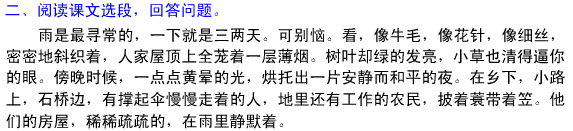 二、阅读课文选段，回答问题。
雨是最寻常的，一下就是三两天。可别恼。看，像牛毛，像花针，像细丝，
密密地斜织着，人家屋顶上全笼着一层薄烟。树叶却绿的发亮，小草也清得逼你
的眼。傍晚时候，一点点黄晕的光，烘托出一片安静而和平的夜。在乡下，小路
上，石桥边，有撑起伞慢慢走着的人，地里还有工作的农民，披着蓑带着笠。他
们的房屋，稀稀疏疏的，在雨里静默着。